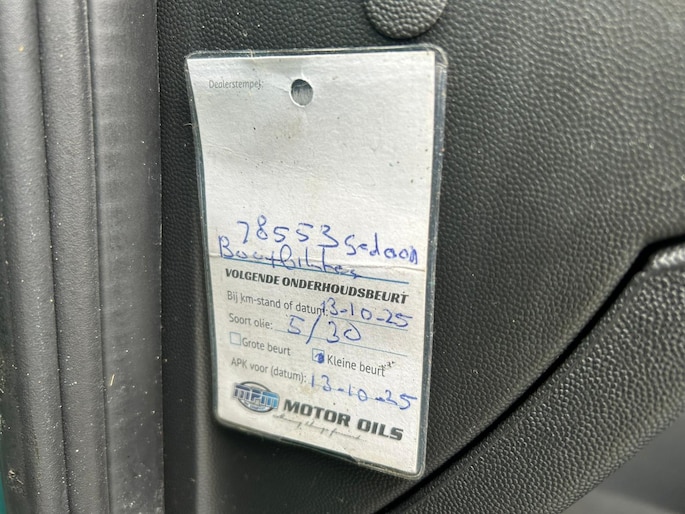 Dealerstempel:
78553 gedaan
VOLGENDE ONDERHOUDSBEURT
Bij km-stand of datum: 13-10-25
Soort olie: 5/30
Grote beurt Kleine beurt
APK voor (datum): 13-10-25
MOTOR OILS